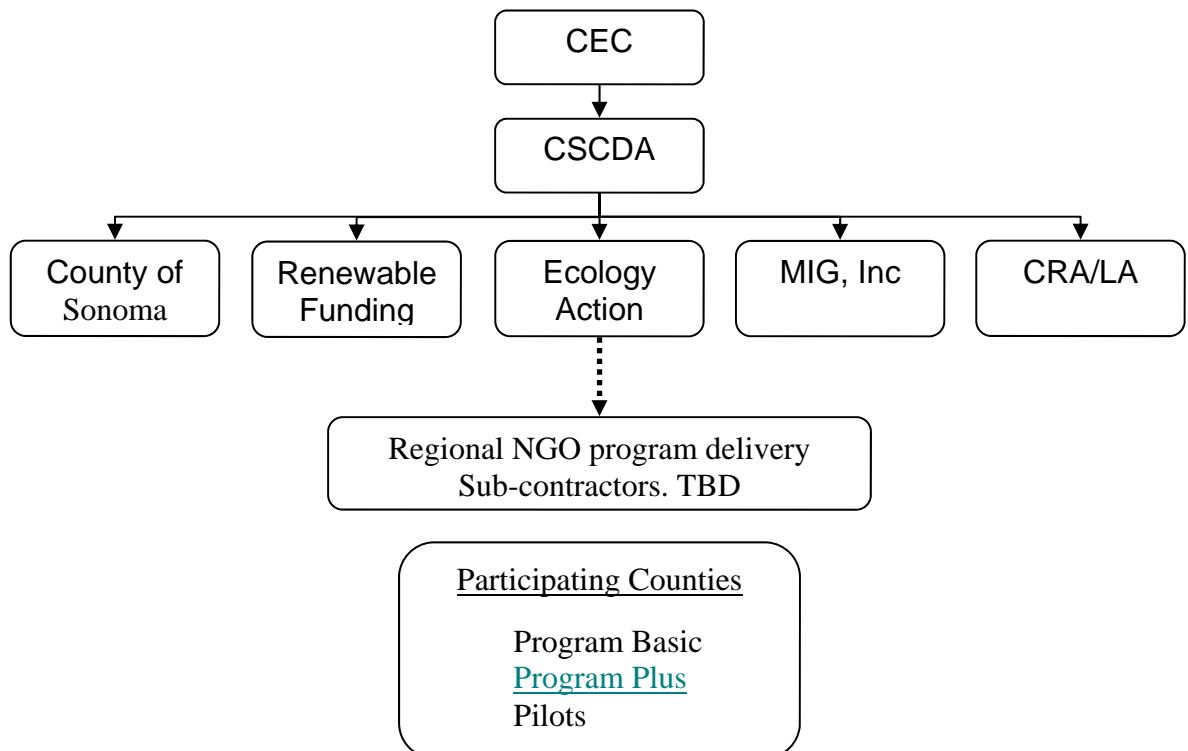 CEC
CSCDA
County of
Sonoma
Renewable
Funding
Ecology
Action
MIG, Inc
CRA/LA
Regional NGO program delivery
Sub-contractors. TBD
Participating Counties
Program Basic
Program Plus
Pilots